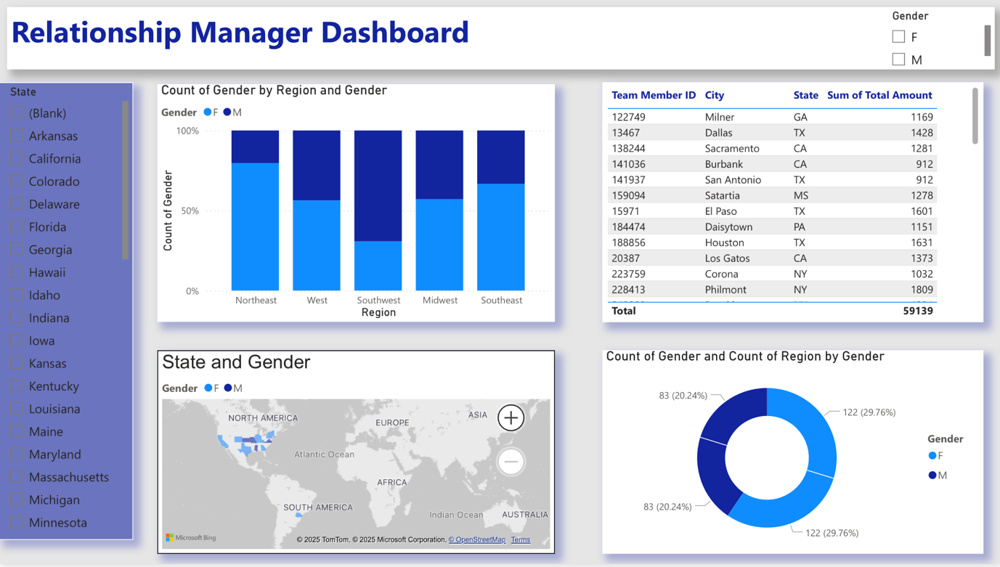 Relationship Manager Dashboard
Gender
F
M
State
(Blank)
Arkansas
California
Colorado
Delaware
Florida
Georgia
Hawaii
Idaho
Indiana
Iowa
Kansas
Kentucky
Louisiana
Maine
Maryland
Massachusetts
Michigan
Minnesota
Count of Gender by Region and Gender
Gender F M
100%
50%
0%
Count of Gender
Northeast West Southwest Midwest Southeast
Region
Team Member ID City State Sum of Total Amount
122749 Milner GA 1169
13467 Dallas TX 1428
138244 Sacramento CA 1281
141036 Burbank CA 912
141937 San Antonio TX 912
159094 Satartia MS 1278
15971 El Paso TX 1601
184474 Daisytown PA 1151
188856 Houston TX 1631
20387 Los Gatos CA 1373
223759 Corona NY 1032
228413 Philmont NY 1809
Total 59139
State and Gender
Gender F M
NORTH AMERICA
EUROPE
ASIA
Atlantic Ocean
AFRICA
SOUTH AMERICA
Indian Ocean
AUSTRALIA
Microsoft Bing
© 2025 TomTom, © 2025 Microsoft Corporation, © OpenStreetMap Terms
Count of Gender and Count of Region by Gender
83 (20.24%)
122 (29.76%)
83 (20.24%)
122 (29.76%)
Gender
F
M